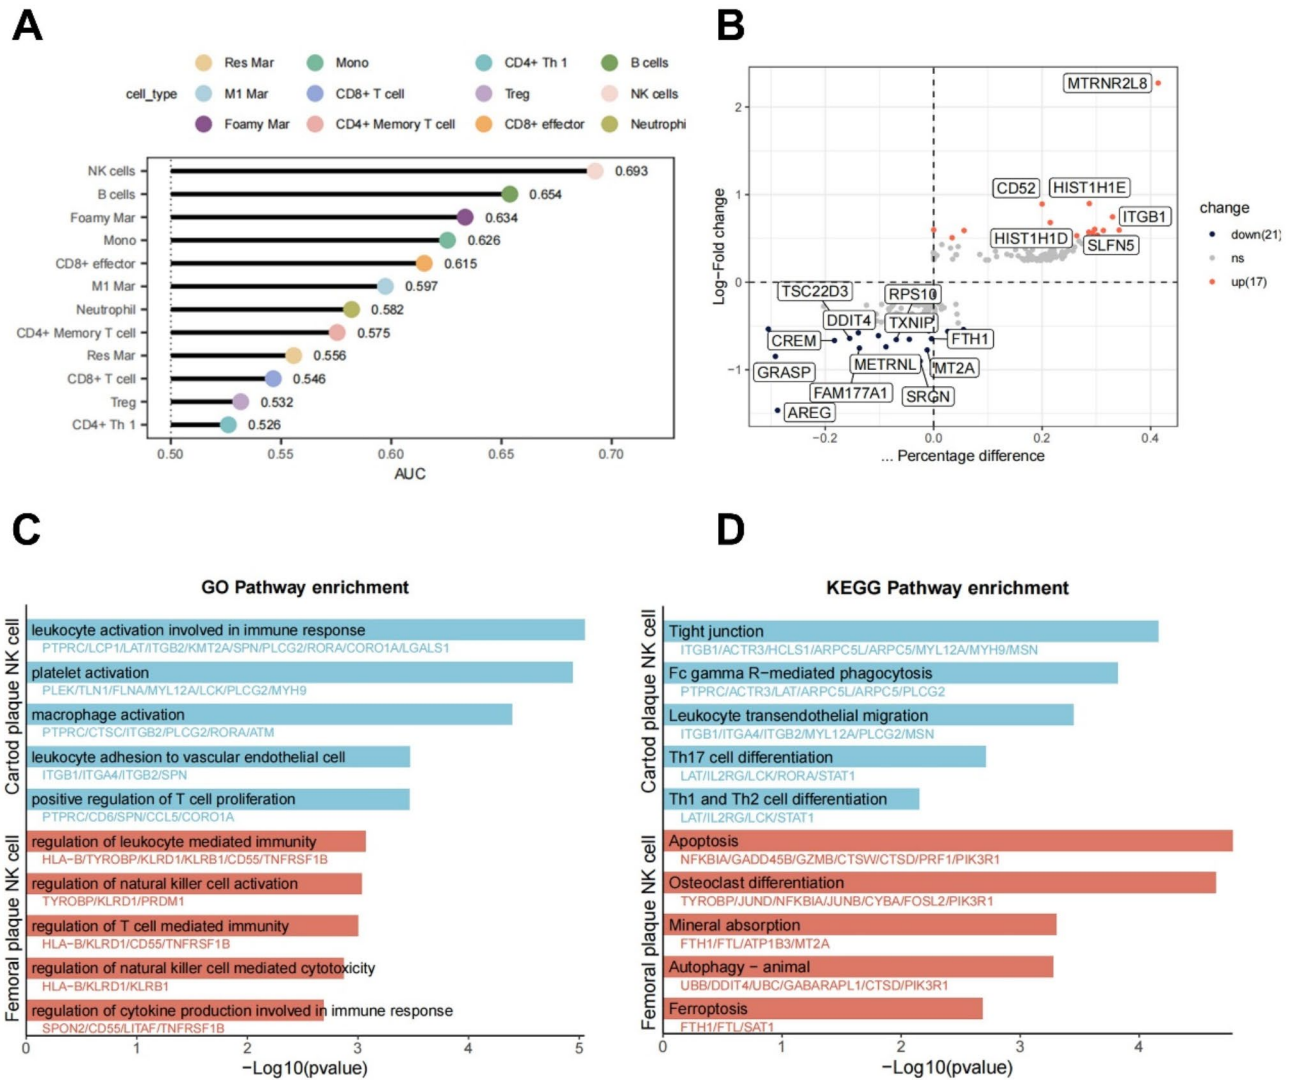 A
B
Res Mar
Mono
CD4+ Th 1
B cells
cell_type
M1 Mar
CD8+ T cell
Treg
NK cells
Foamy Mar
CD4+ Memory T cell
CD8+ effector
Neutrophi
NK cells
0.693
B cells
0.654
Foamy Mar
0.634
Mono
0.626
CD8+ effector
0.615
M1 Mar
0.597
Neutrophil
0.582
CD4+ Memory T cell
0.575
Res Mar
0.556
CD8+ T cell
0.546
Treg
0.532
CD4+ Th 1
0.526
0.50
0.55
0.60
0.65
0.70
AUC
Log−Fold change
2
1
0
−1
MTRNR2L8
CD52
HIST1H1E
ITGB1
HIST1H1D
SLFN5
TSC22D3
RPS10
DDIT4
TXNIP
CREM
FTH1
GRASP
METRNL
MT2A
FAM177A1
SRGN
AREG
−0.2
0.0
0.2
0.4
... Percentage difference
change
down(21)
ns
up(17)
C
D
GO Pathway enrichment
Cartod plaque NK cell
Femoral plaque NK cell
leukocyte activation involved in immune response
PTPRC/LCP1/LAT/ITGB2/KMT2A/SPN/PLCG2/RORA/CORO1A/LGALS1
platelet activation
PLEK/TLN1/FLNA/MYL12A/LCK/PLCG2/MYH9
macrophage activation
PTPRC/CTSC/ITGB2/PLCG2/RORA/ATM
leukocyte adhesion to vascular endothelial cell
ITGB1/ITGA4/ITGB2/SPN
positive regulation of T cell proliferation
PTPRC/CD6/SPN/CCL5/CORO1A
regulation of leukocyte mediated immunity
HLA−B/TYROBP/KLRD1/KLRB1/CD55/TNFRSF1B
regulation of natural killer cell activation
TYROBP/KLRD1/PRDM1
regulation of T cell mediated immunity
HLA−B/KLRD1/CD55/TNFRSF1B
regulation of natural killer cell mediated cytotoxicity
HLA−B/KLRD1/KLRB1
regulation of cytokine production involved in immune response
SPON2/CD55/LITAF/TNFRSF1B
0
1
2
3
4
5
−Log10(pvalue)
KEGG Pathway enrichment
Cartod plaque NK cell
Femoral plaque NK cell
Tight junction
ITGB1/ACTR3/HCLS1/ARPC5L/ARPC5/MYL12A/MYH9/MSN
Fc gamma R−mediated phagocytosis
PTPRC/ACTR3/LAT/ARPC5L/ARPC5/PLCG2
Leukocyte transendothelial migration
ITGB1/ITGA4/ITGB2/MYL12A/PLCG2/MSN
Th17 cell differentiation
LAT/IL2RG/LCK/RORA/STAT1
Th1 and Th2 cell differentiation
LAT/IL2RG/LCK/STAT1
Apoptosis
NFKBIA/GADD45B/GZMB/CTSW/CTSD/PRF1/PIK3R1
Osteoclast differentiation
TYROBP/JUND/NFKBIA/JUNB/CYBA/FOSL2/PIK3R1
Mineral absorption
FTH1/FTL/ATP1B3/MT2A
Autophagy − animal
UBB/DDIT4/UBC/GABARAPL1/CTSD/PIK3R1
Ferroptosis
FTH1/FTL/SAT1
0
1
2
3
4
−Log10(pvalue)